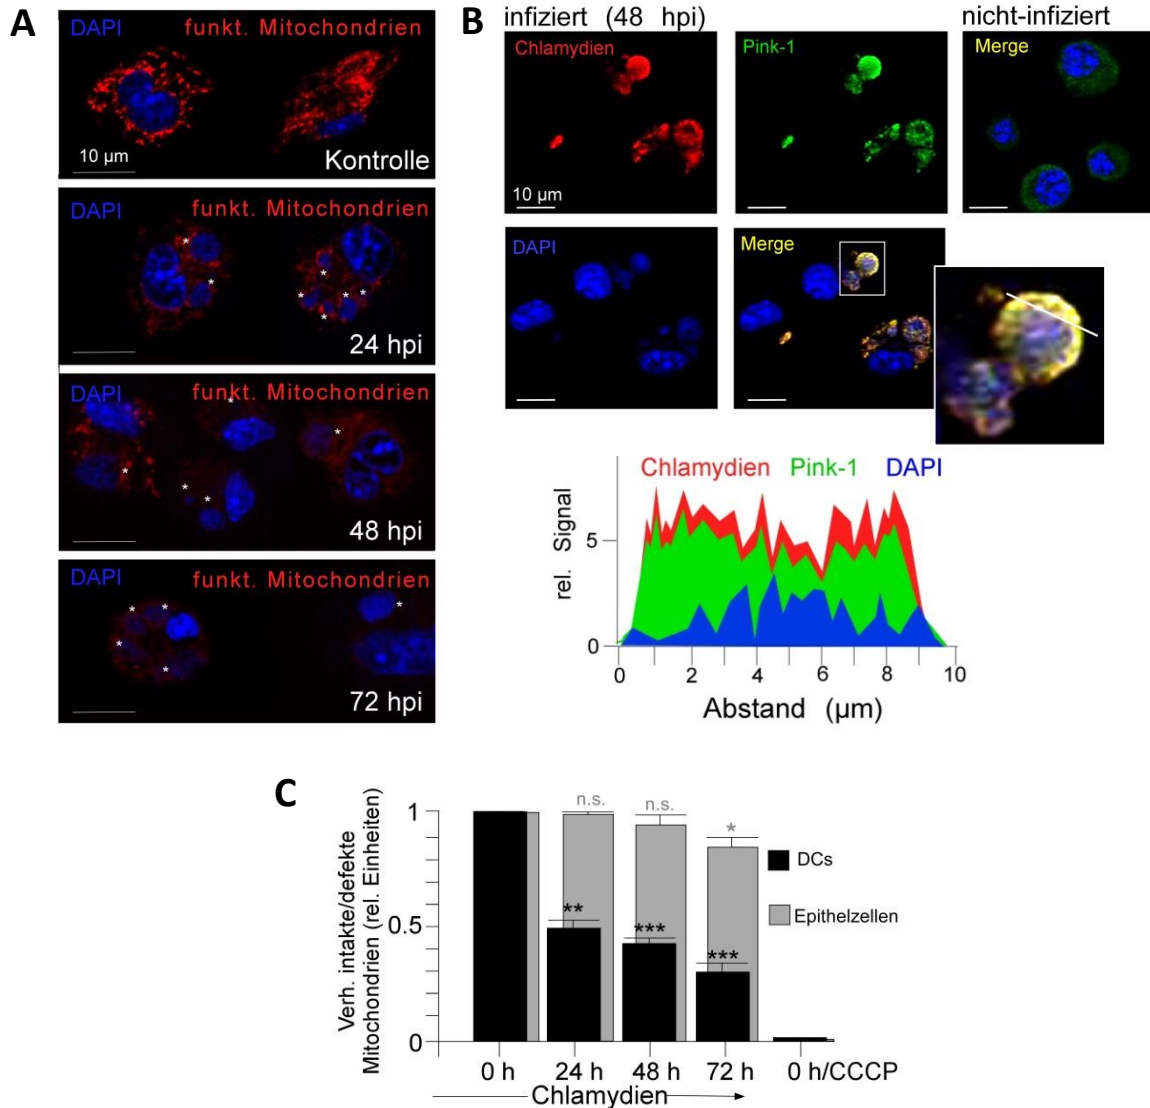 A
DAPI funkt. Mitochondrien
10 µm
Kontrolle
DAPI funkt. Mitochondrien
* * * * * *
24 hpi
DAPI funkt. Mitochondrien
* * * *
48 hpi
DAPI funkt. Mitochondrien
* * * * *
72 hpi
B
infiziert (48 hpi) nicht-infiziert
Chlamydien Pink-1 Merge
10 µm
DAPI Merge
Chlamydien Pink-1 DAPI
rel. Signal
5
0
0 2 4 6 8 10
Abstand (µm)
C
Verh. intakte/defekte
Mitochondrien (rel. Einheiten)
1
0.5
0
n.s. n.s. *
** *** ***
DCs
Epithelzellen
0 h 24 h 48 h 72 h 0 h/CCCP
Chlamydien